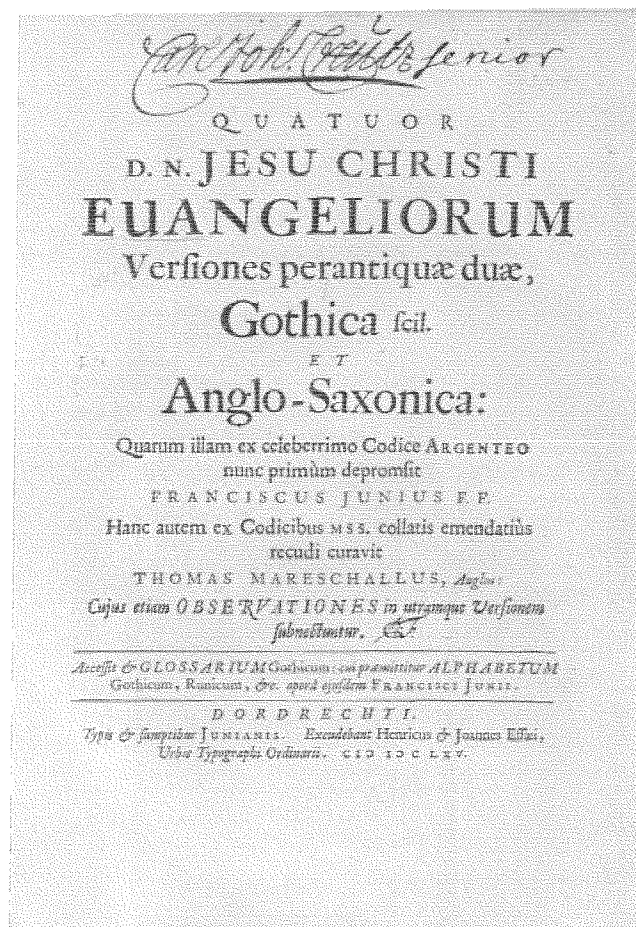 senior
QUATUOR
D. N. JESU CHRISTI
EUANGELIORUM
Verſiones perantiquæ duæ,
Gothica ſcil.
ET
Anglo-Saxonica:
Quarum illam ex celeberrimo Codice ARGENTEO
nunc primùm depromſit
FRANCISCUS JUNIUS F. F.
Hanc autem ex Codicibus MSS. collatis emendatiùs
recudi curavit
THOMAS MARESCHALLUS, Anglus:
Cujus etiam OBSERVATIONES in utramque Verſionem
ſubnectuntur.
Acceſſit & GLOSSARIUM Gothicum: cui præmittitur ALPHABETUM
Gothicum, Runicum, &c. operâ ejuſdem FRANCISCI JUNII.
DORDRECHTI.
Typis & ſumptibus JUNIANIS. Excudebant Henricus & Joannes Eſſæi,
Urbis Typographi Ordinarii. CIↃ IↃC LXV.